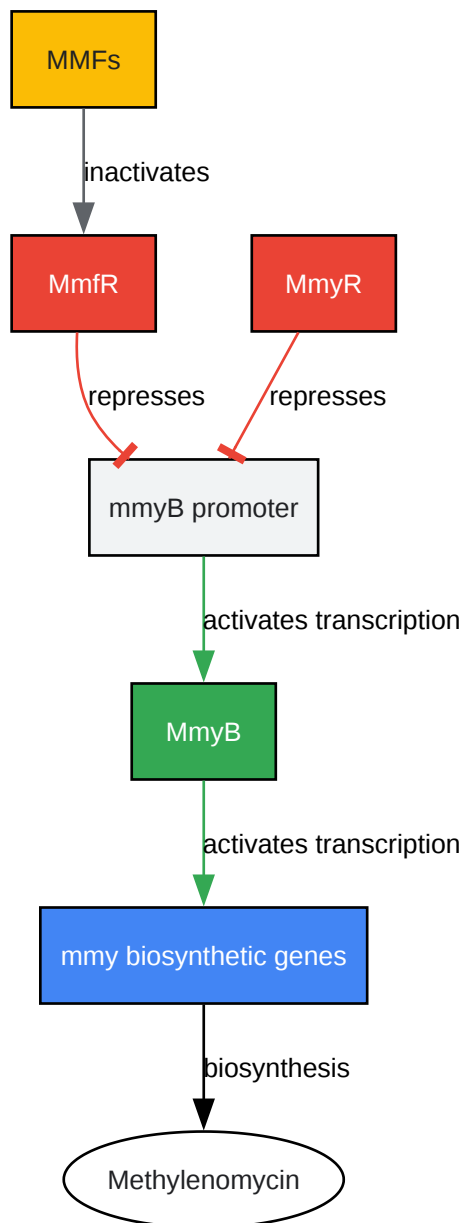 MMFs
inactivates
MmfR
MmyR
represses
represses
mmyB promoter
activates transcription
MmyB
activates transcription
mmy biosynthetic genes
biosynthesis
Methylenomycin